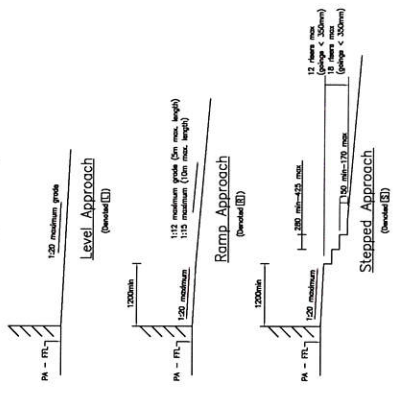 PA - FFL
1:20 maximum grade
Level Approach
(Denoted L)
PA - FFL
1200min
1:20 maximum
1:12 maximum grade (5m max. length)
1:15 maximum (10m max. length)
Ramp Approach
(Denoted R)
PA - FFL
1200min
1:20 maximum
280 min-425 max
150 min-170 max
12 risers max
(goings < 350mm)
18 risers max
(goings < 350mm)
Stepped Approach
(Denoted S)